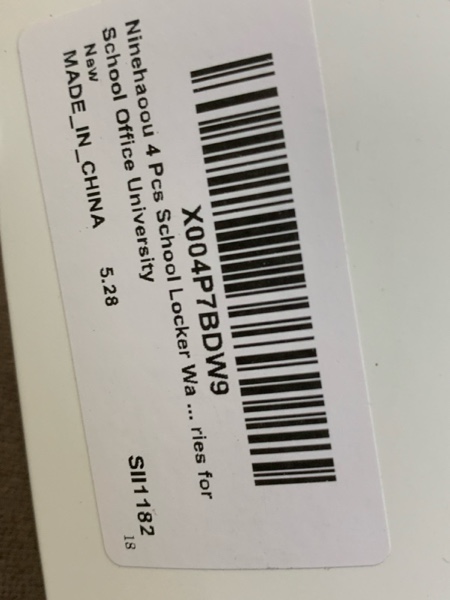 X004P7BDW9
Ninehaoou 4 Pcs School Locker Wa ... ries for
School Office University
New
MADE_IN_CHINA 5.28 SII1182
18